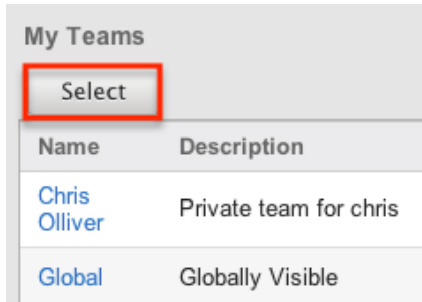 My Teams
Select
Name Description
Chris
Olliver Private team for chris
Global Globally Visible